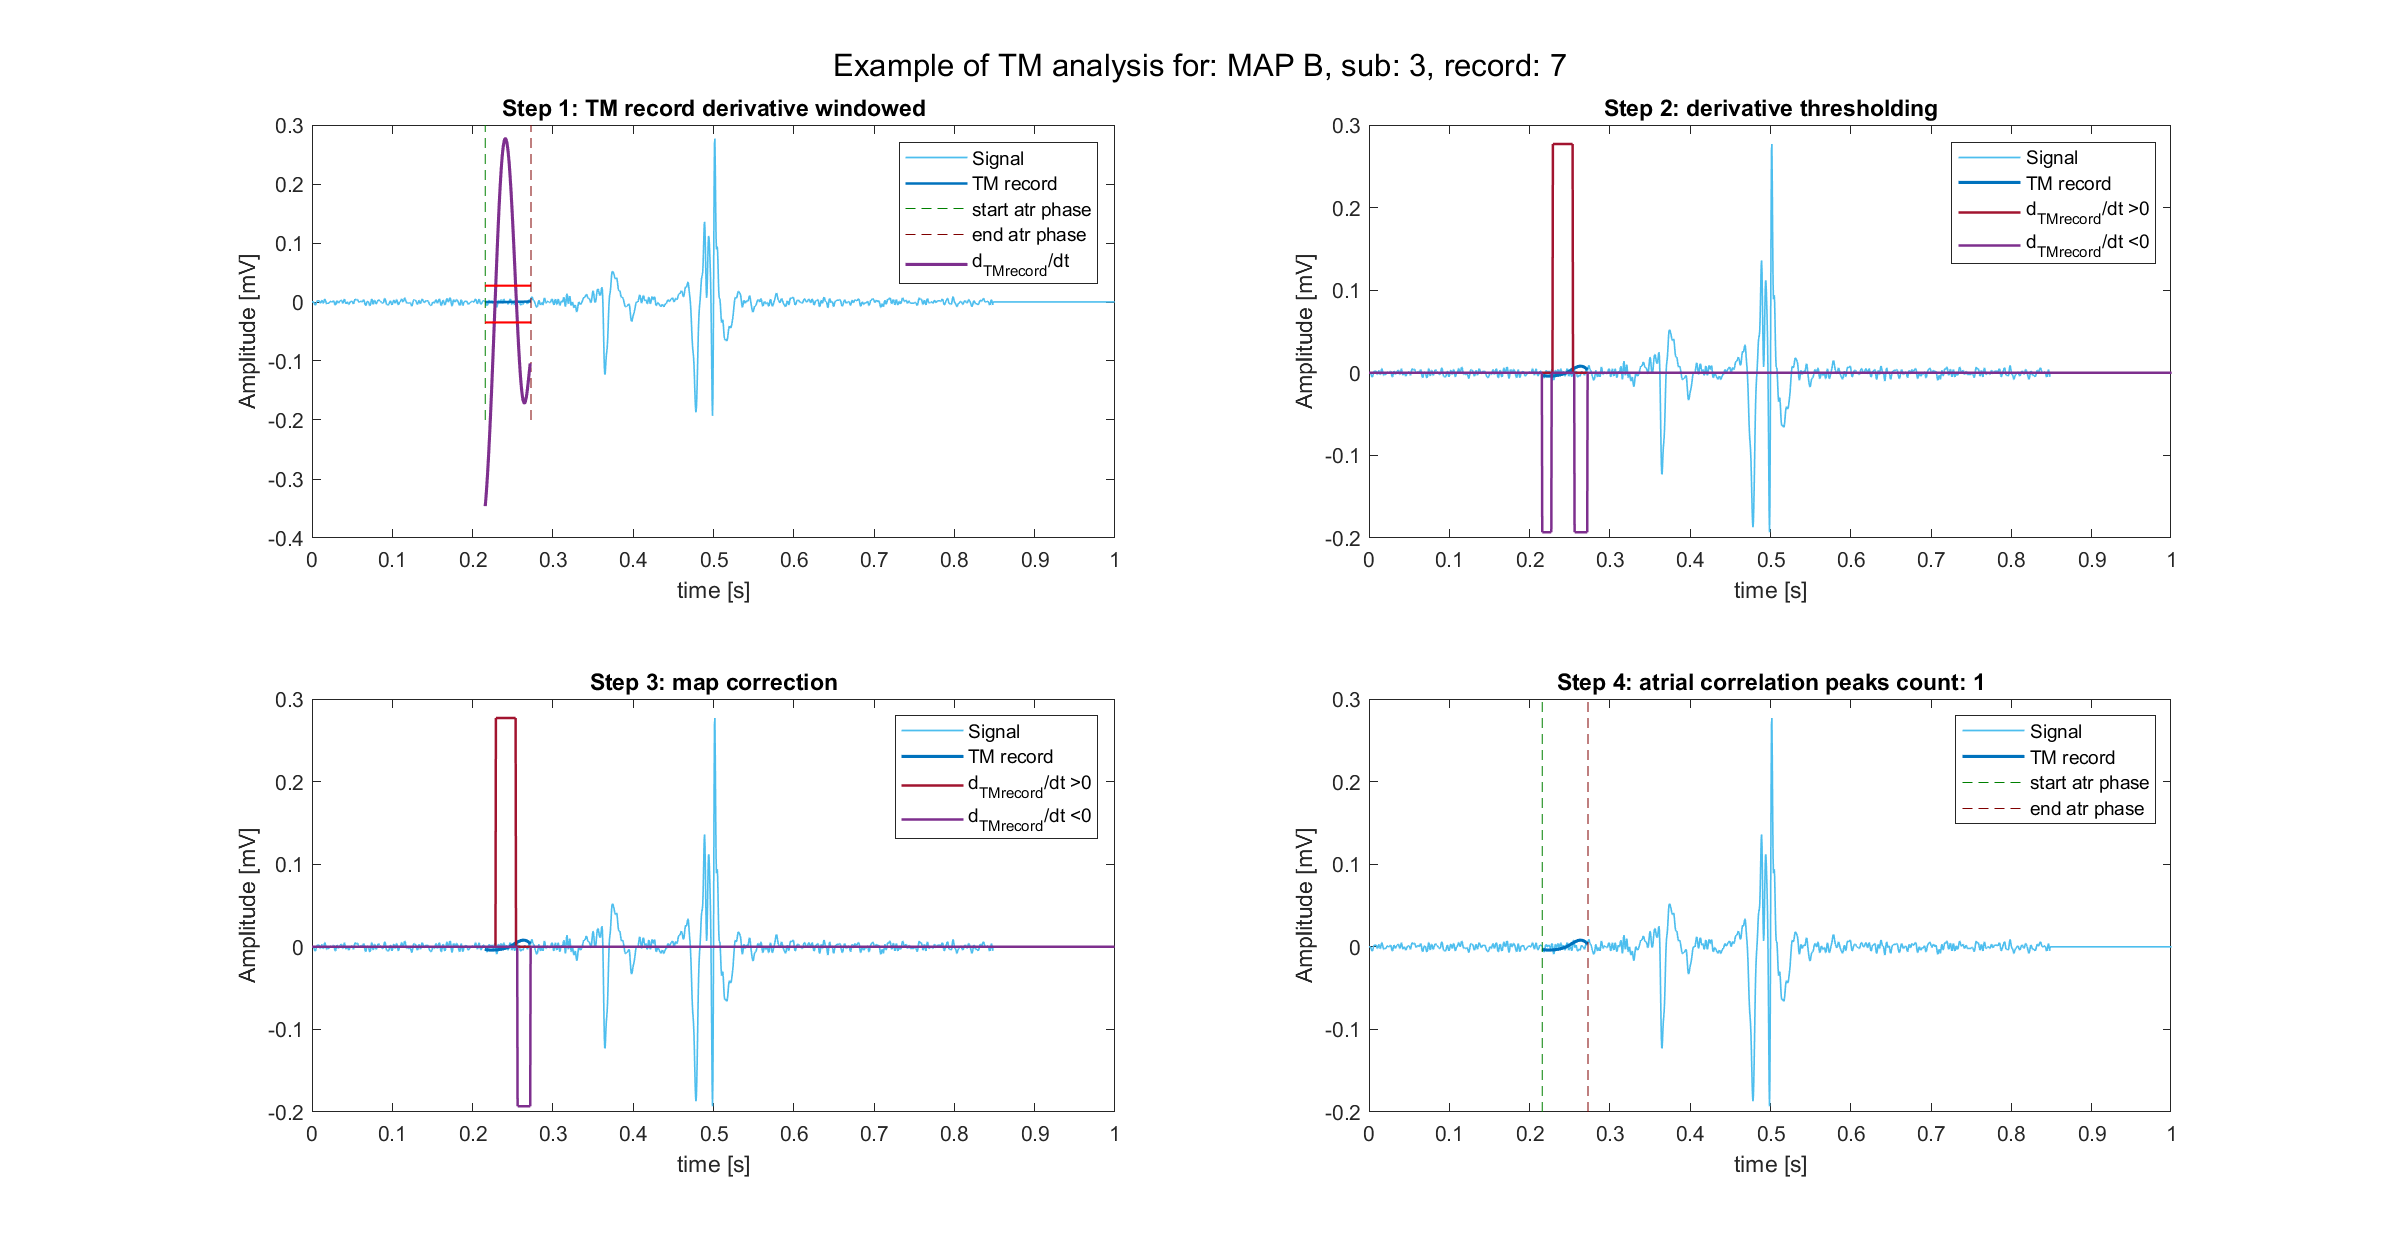 Example of TM analysis for: MAP B, sub: 3, record: 7
Step 1: TM record derivative windowed
Amplitude [mV]
0.3
0.2
0.1
0
-0.1
-0.2
-0.3
-0.4
0 0.1 0.2 0.3 0.4 0.5 0.6 0.7 0.8 0.9 1
time [s]
Signal
TM record
start atr phase
end atr phase
dTMrecord/dt
Step 2: derivative thresholding
Amplitude [mV]
0.3
0.2
0.1
0
-0.1
-0.2
0 0.1 0.2 0.3 0.4 0.5 0.6 0.7 0.8 0.9 1
time [s]
Signal
TM record
dTMrecord/dt >0
dTMrecord/dt <0
Step 3: map correction
Amplitude [mV]
0.3
0.2
0.1
0
-0.1
-0.2
0 0.1 0.2 0.3 0.4 0.5 0.6 0.7 0.8 0.9 1
time [s]
Signal
TM record
dTMrecord/dt >0
dTMrecord/dt <0
Step 4: atrial correlation peaks count: 1
Amplitude [mV]
0.3
0.2
0.1
0
-0.1
-0.2
0 0.1 0.2 0.3 0.4 0.5 0.6 0.7 0.8 0.9 1
time [s]
Signal
TM record
start atr phase
end atr phase